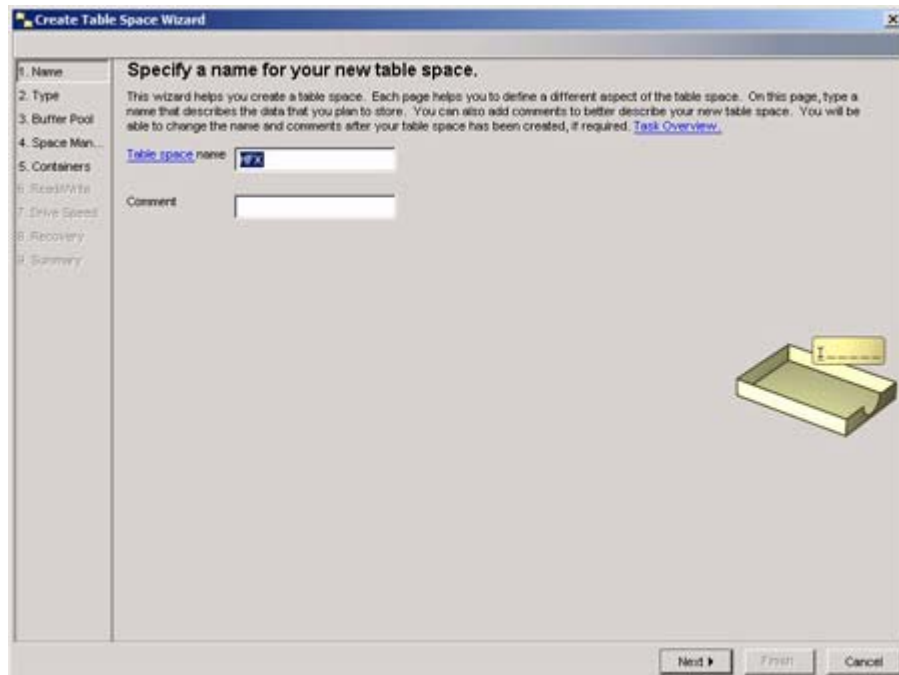 Create Table Space Wizard
1. Name
2. Type
3. Buffer Pool
4. Space Man...
5. Containers
6. Read/Write
7. Drive Speed
8. Recovery
9. Summary
Specify a name for your new table space.
This wizard helps you create a table space. Each page helps you to define a different aspect of the table space. On this page, type a
name that describes the data that you plan to store. You can also add comments to better describe your new table space. You will be
able to change the name and comments after your table space has been created, if required. Task Overview.
Table space name
Comment
Next
Finish
Cancel